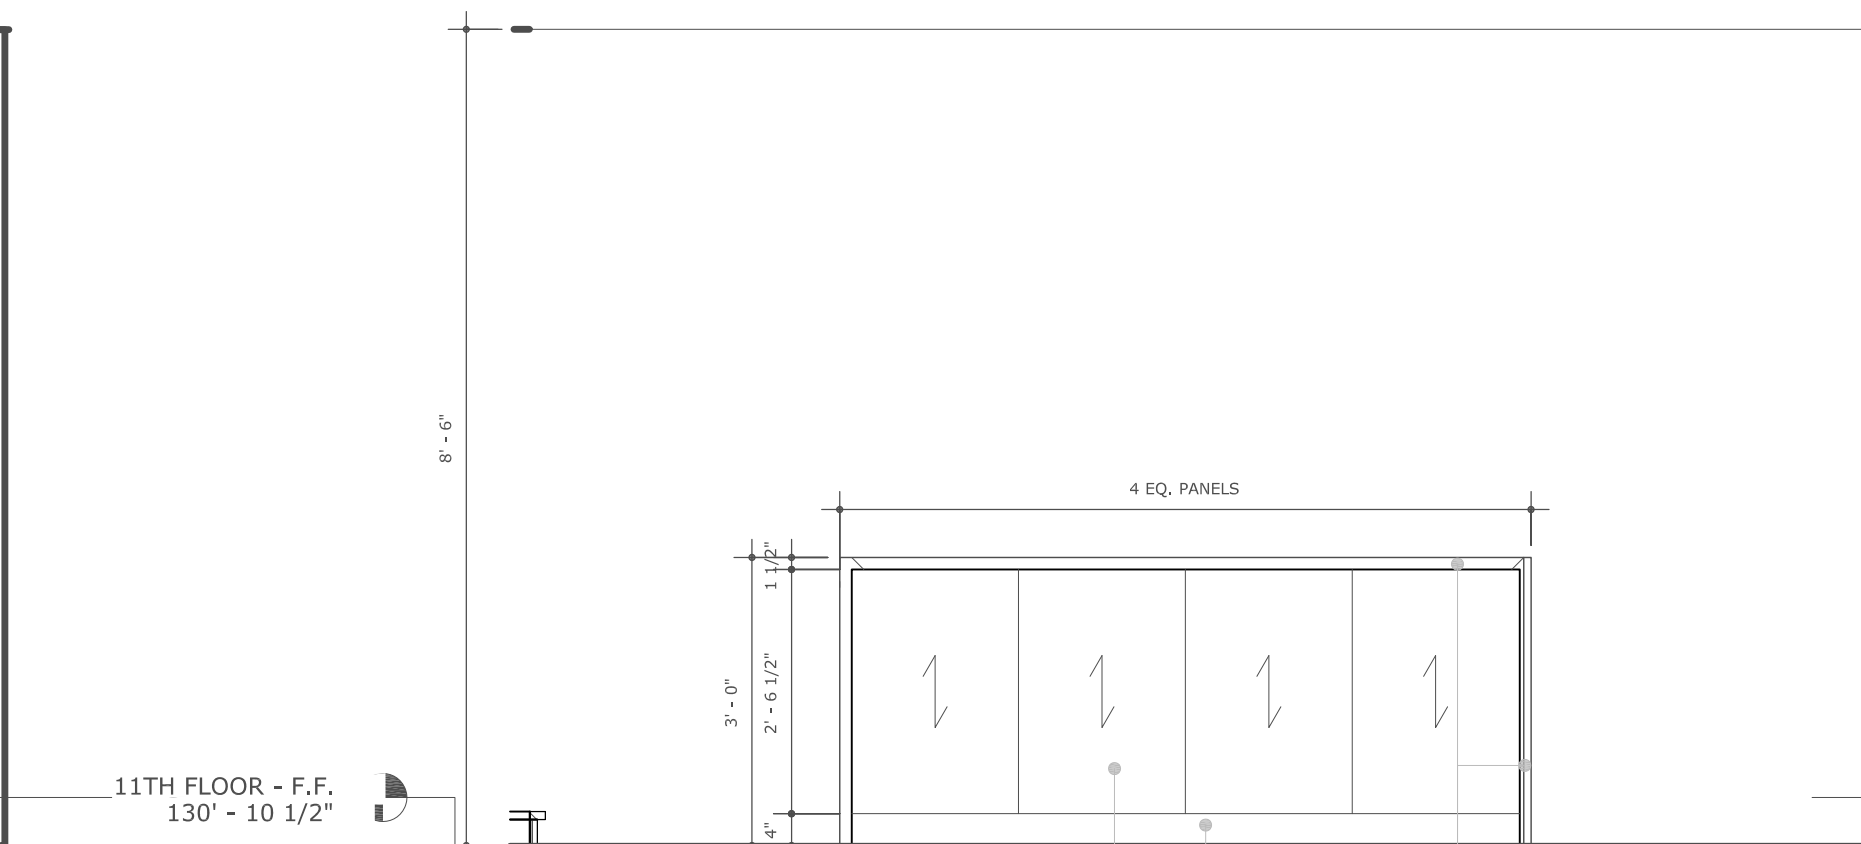 8' - 6"
4 EQ. PANELS
1 1/2"
3' - 0"
2' - 6 1/2"
4"
11TH FLOOR - F.F.
130' - 10 1/2"